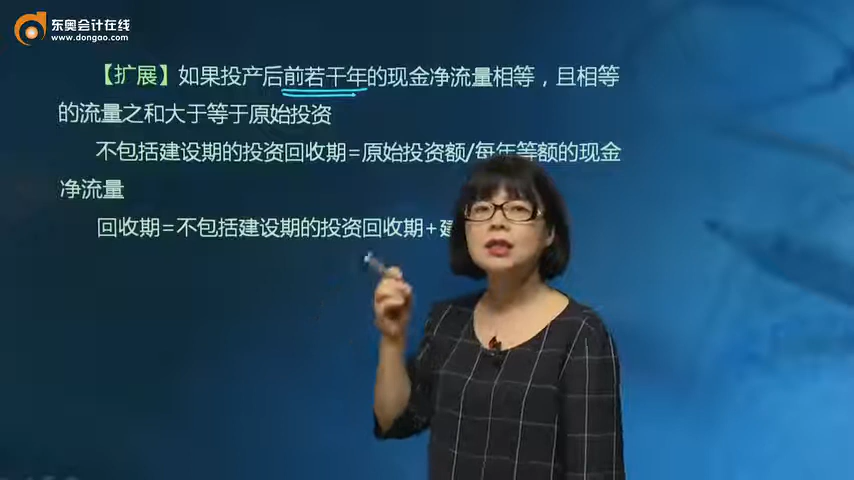 东奥会计在线
www.dongao.com
【扩展】如果投产后前若干年的现金净流量相等，且相等
的流量之和大于等于原始投资
不包括建设期的投资回收期=原始投资额/每年等额的现金
净流量
回收期=不包括建设期的投资回收期+建